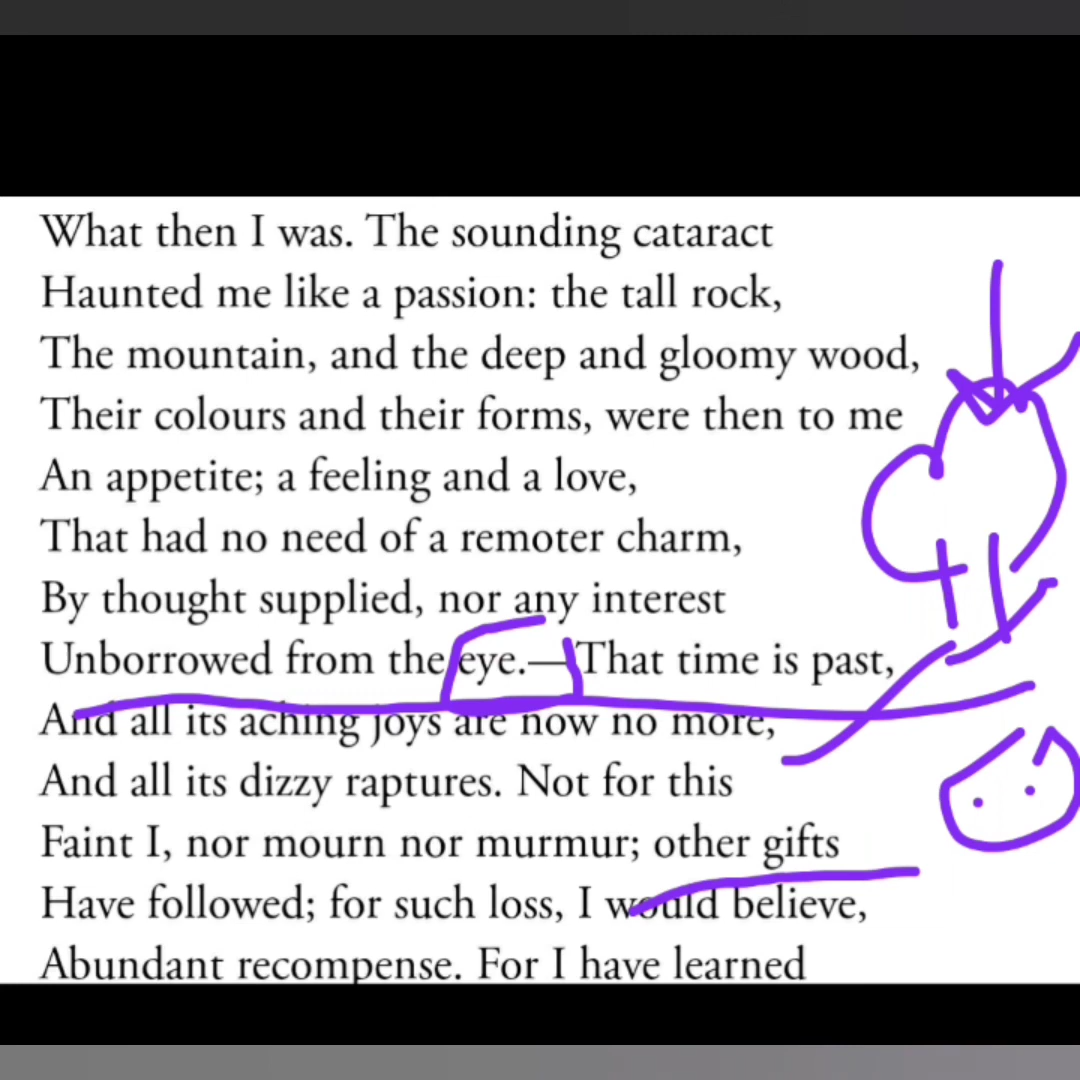 What then I was. The sounding cataract
Haunted me like a passion: the tall rock,
The mountain, and the deep and gloomy wood,
Their colours and their forms, were then to me
An appetite; a feeling and a love,
That had no need of a remoter charm,
By thought supplied, nor any interest
Unborrowed from the eye.—That time is past,
And all its aching joys are now no more,
And all its dizzy raptures. Not for this
Faint I, nor mourn nor murmur; other gifts
Have followed; for such loss, I would believe,
Abundant recompense. For I have learned